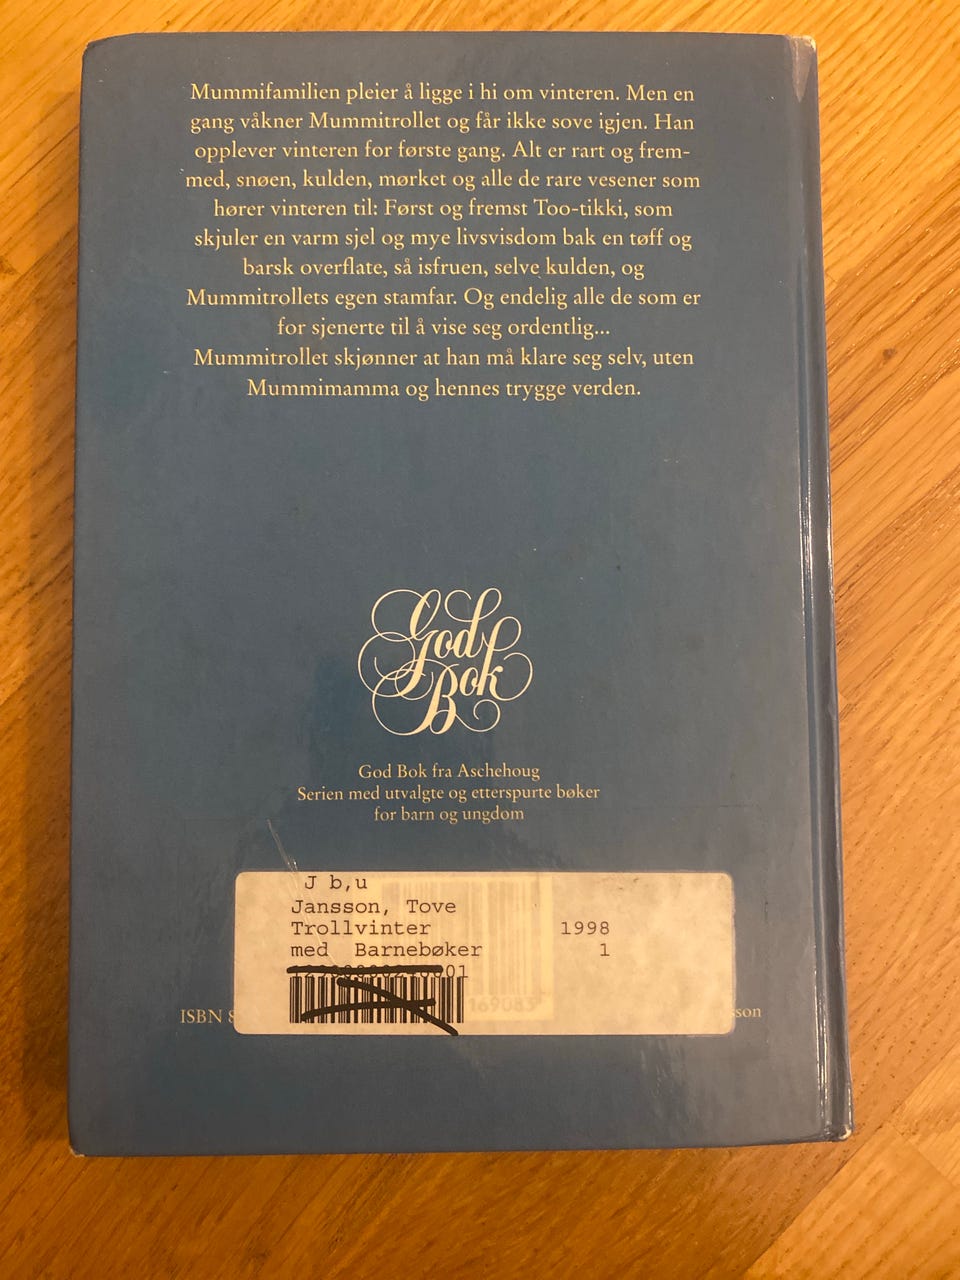 Mummifamilien pleier å ligge i hi om vinteren. Men en
gang våkner Mummitrollet og får ikke sove igjen. Han
opplever vinteren for første gang. Alt er rart og frem-
med, snøen, kulden, mørket og alle de rare vesener som
hører vinteren til: Først og fremst Too-tikki, som
skjuler en varm sjel og mye livsvisdom bak en tøff og
barsk overflate, så isfruen, selve kulden, og
Mummitrollets egen stamfar. Og endelig alle de som er
for sjenerte til å vise seg ordentlig...
Mummitrollet skjønner at han må klare seg selv, uten
Mummimamma og hennes trygge verden.
God
Bok
God Bok fra Aschehoug
Serien med utvalgte og etterspurte bøker
for barn og ungdom
J b,u
Jansson, Tove
Trollvinter 1998
med Barnebøker 1
ISBN 8
169083
sson